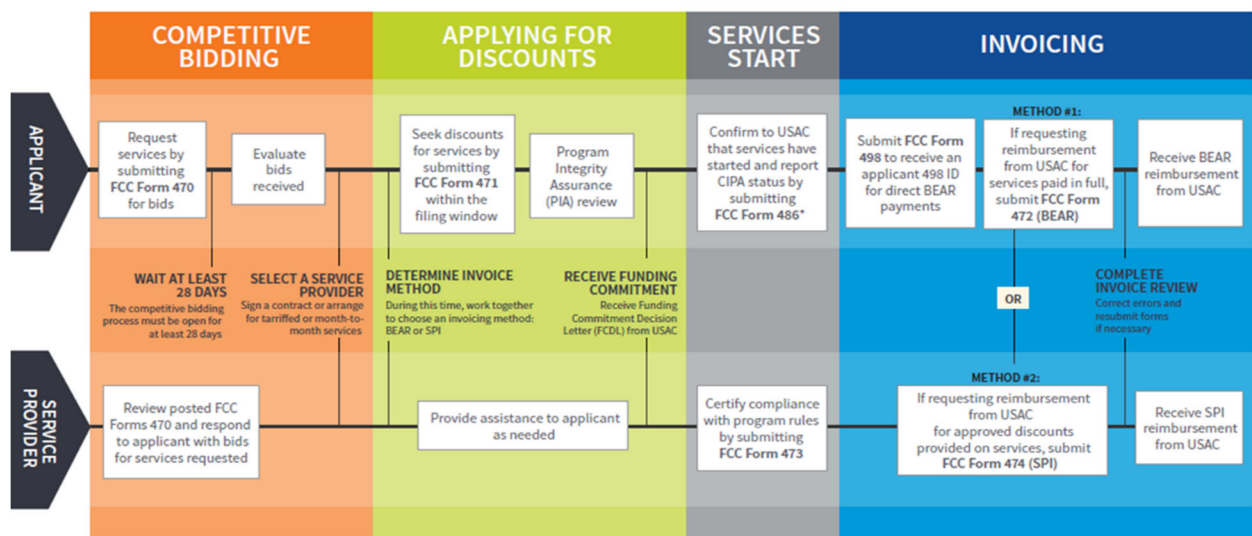 COMPETITIVE
BIDDING
APPLYING FOR
DISCOUNTS
SERVICES
START
INVOICING
APPLICANT
Request
services by
submitting
FCC Form 470
for bids
Evaluate
bids
received
Seek discounts
for services by
submitting
FCC Form 471
within the
filing window
Program
Integrity
Assurance
(PIA) review
Confirm to USAC
that services have
started and report
CIPA status by
submitting
FCC Form 486*
Submit FCC Form
498 to receive an
applicant 498 ID
for direct BEAR
payments
METHOD #1:
If requesting
reimbursement
from USAC for
services paid in full,
submit FCC Form
472 (BEAR)
Receive BEAR
reimbursement
from USAC
WAIT AT LEAST
28 DAYS
The competitive bidding
process must be open for
at least 28 days
SELECT A SERVICE
PROVIDER
Sign a contract or arrange
for tarriffed or month-to-
month services
DETERMINE INVOICE
METHOD
During this time, work together
to choose an invoicing method:
BEAR or SPI
RECEIVE FUNDING
COMMITMENT
Receive Funding
Commitment Decision
Letter (FCDL) from USAC
OR
COMPLETE
INVOICE REVIEW
Correct errors and
resubmit forms
if necessary
SERVICE
PROVIDER
Review posted FCC
Forms 470 and respond
to applicant with bids
for services requested
Provide assistance to applicant
as needed
Certify compliance
with program rules
by submitting
FCC Form 473
METHOD #2:
If requesting reimbursement
from USAC
for approved discounts
provided on services, submit
FCC Form 474 (SPI)
Receive SPI
reimbursement
from USAC